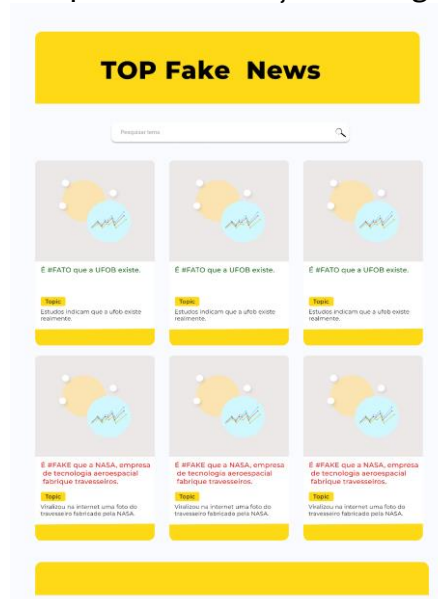 TOP Fake News
Pesquisar tema
É #FATO que a UFOB existe.
É #FATO que a UFOB existe.
É #FATO que a UFOB existe.
Topic
Topic
Topic
Estudos indicam que a ufob existe
realmente.
Estudos indicam que a ufob existe
realmente.
Estudos indicam que a ufob existe
realmente.
É #FAKE que a NASA, empresa
de tecnologia aeroespacial
fabrique travesseiros.
É #FAKE que a NASA, empresa
de tecnologia aeroespacial
fabrique travesseiros.
É #FAKE que a NASA, empresa
de tecnologia aeroespacial
fabrique travesseiros.
Topic
Topic
Topic
Viralizou na internet uma foto do
travesseiro fabricado pela NASA.
Viralizou na internet uma foto do
travesseiro fabricado pela NASA.
Viralizou na internet uma foto do
travesseiro fabricado pela NASA.